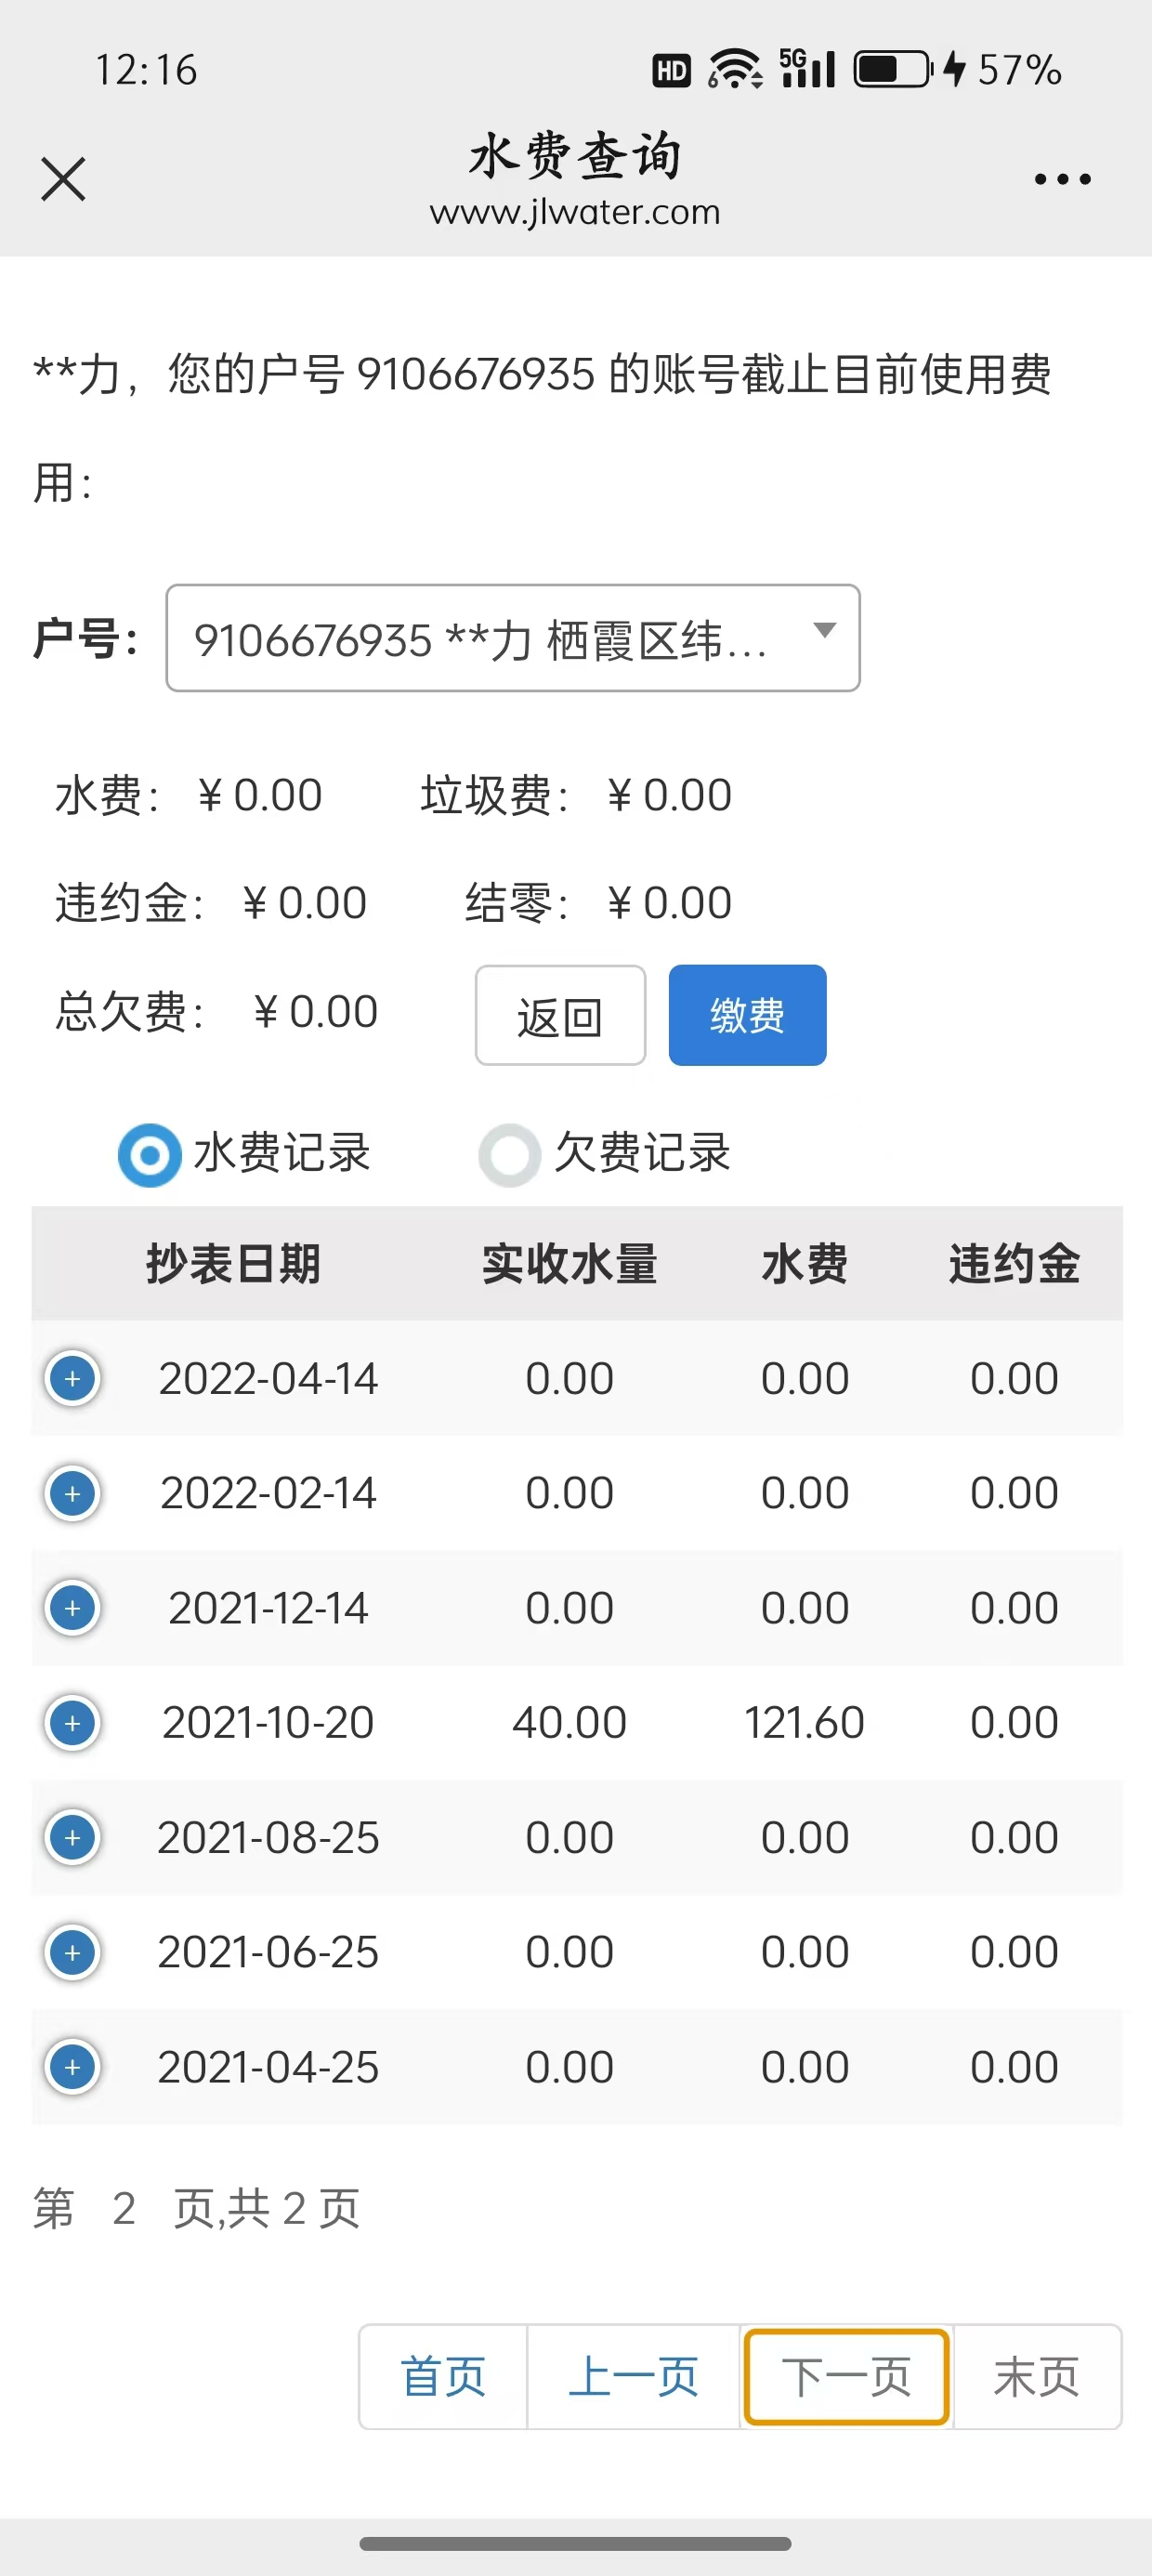 12:16 HD 6 5G 57%
水费查询
www.jlwater.com
**力，您的户号 9106676935 的账号截止目前使用费
用：
户号： 9106676935 **力 栖霞区纬...
水费： ¥ 0.00 垃圾费： ¥ 0.00
违约金： ¥ 0.00 结零： ¥ 0.00
总欠费： ¥ 0.00 返回 缴费
水费记录 欠费记录
抄表日期 实收水量 水费 违约金
+ 2022-04-14 0.00 0.00 0.00
+ 2022-02-14 0.00 0.00 0.00
+ 2021-12-14 0.00 0.00 0.00
+ 2021-10-20 40.00 121.60 0.00
+ 2021-08-25 0.00 0.00 0.00
+ 2021-06-25 0.00 0.00 0.00
+ 2021-04-25 0.00 0.00 0.00
第 2 页,共 2 页
首页 上一页 下一页 末页